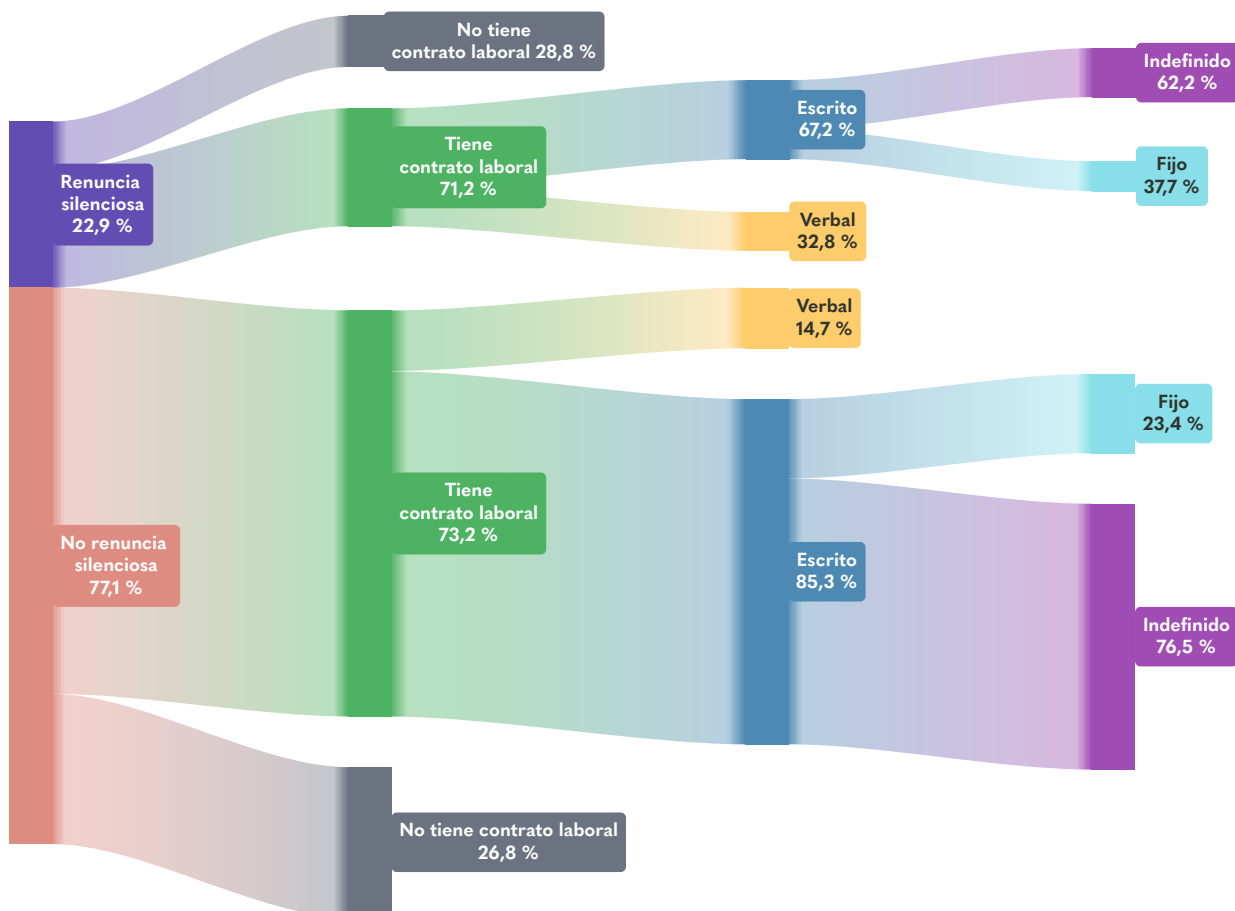 No tiene
contrato laboral 28,8 %
Indefinido
62,2 %
Escrito
67,2 %
Tiene
contrato laboral
71,2 %
Fijo
37,7 %
Renuncia
silenciosa
22,9 %
Verbal
32,8 %
Verbal
14,7 %
Fijo
23,4 %
Tiene
contrato laboral
73,2 %
No renuncia
silenciosa
77,1 %
Escrito
85,3 %
Indefinido
76,5 %
No tiene contrato laboral
26,8 %